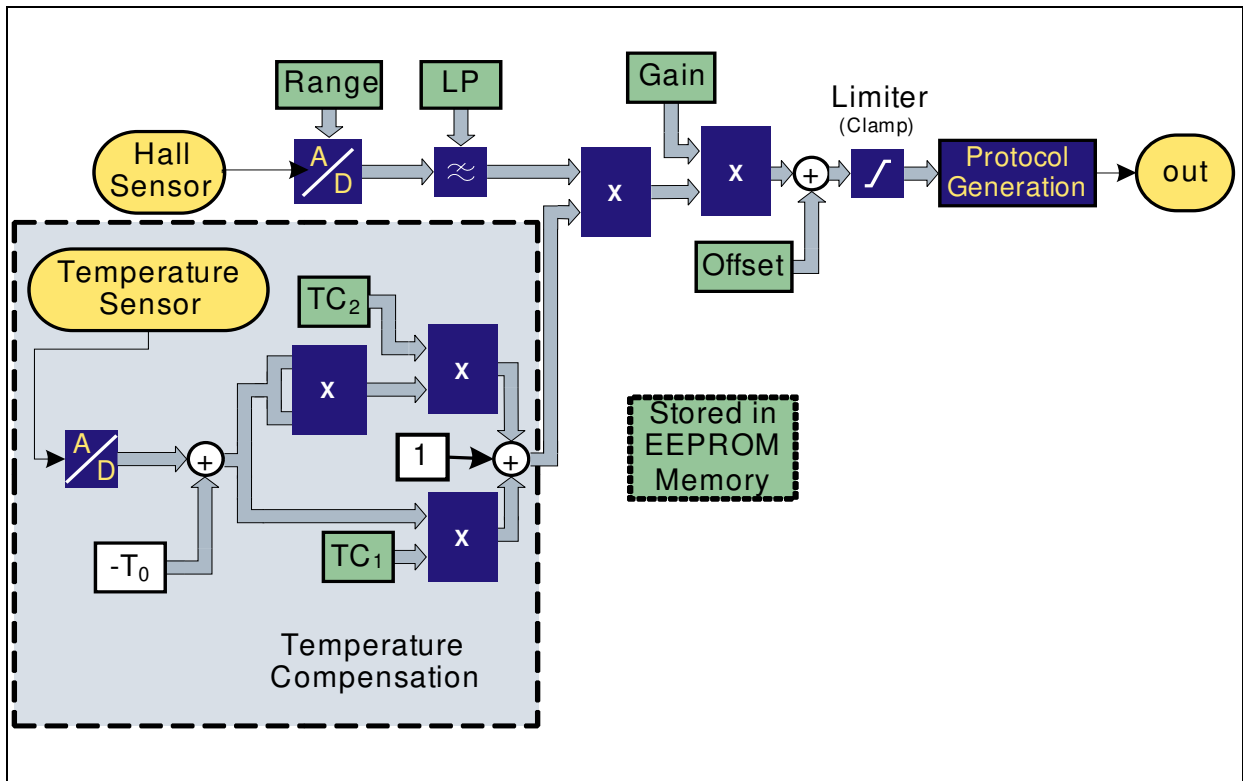 Range
LP
Gain
Limiter
(Clamp)
Hall
Sensor
A
D
≈
x
x
+
Protocol
Generation
out
Offset
Temperature
Sensor
TC₂
x
x
A
D
+
1
+
-T₀
TC₁
x
Stored in
EEPROM
Memory
Temperature
Compensation